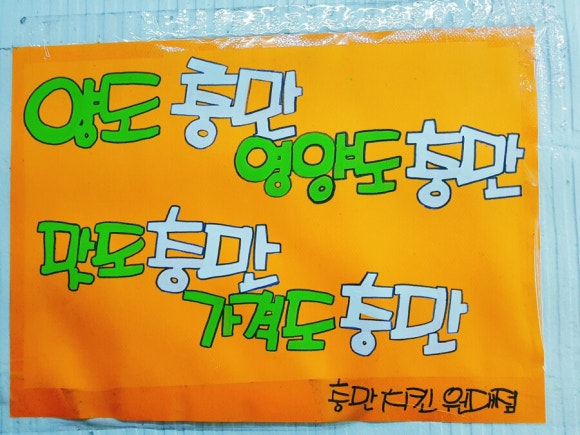 양도 충만
영양도 충만
맛도 충만
가격도 충만
충만 치킨 원대점